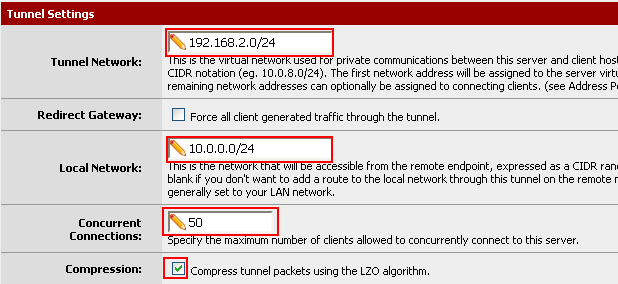 Tunnel Settings
Tunnel Network:
192.168.2.0/24
This is the virtual network used for private communications between this server and client host
CIDR notation (eg. 10.0.8.0/24). The first network address will be assigned to the server virtu
remaining network addresses can optionally be assigned to connecting clients. (see Address Po
Redirect Gateway:
Force all client generated traffic through the tunnel.
Local Network:
10.0.0.0/24
This is the network that will be accessible from the remote endpoint, expressed as a CIDR rang
blank if you don't want to add a route to the local network through this tunnel on the remote m
generally set to your LAN network.
Concurrent
Connections:
50
Specify the maximum number of clients allowed to concurrently connect to this server.
Compression:
Compress tunnel packets using the LZO algorithm.